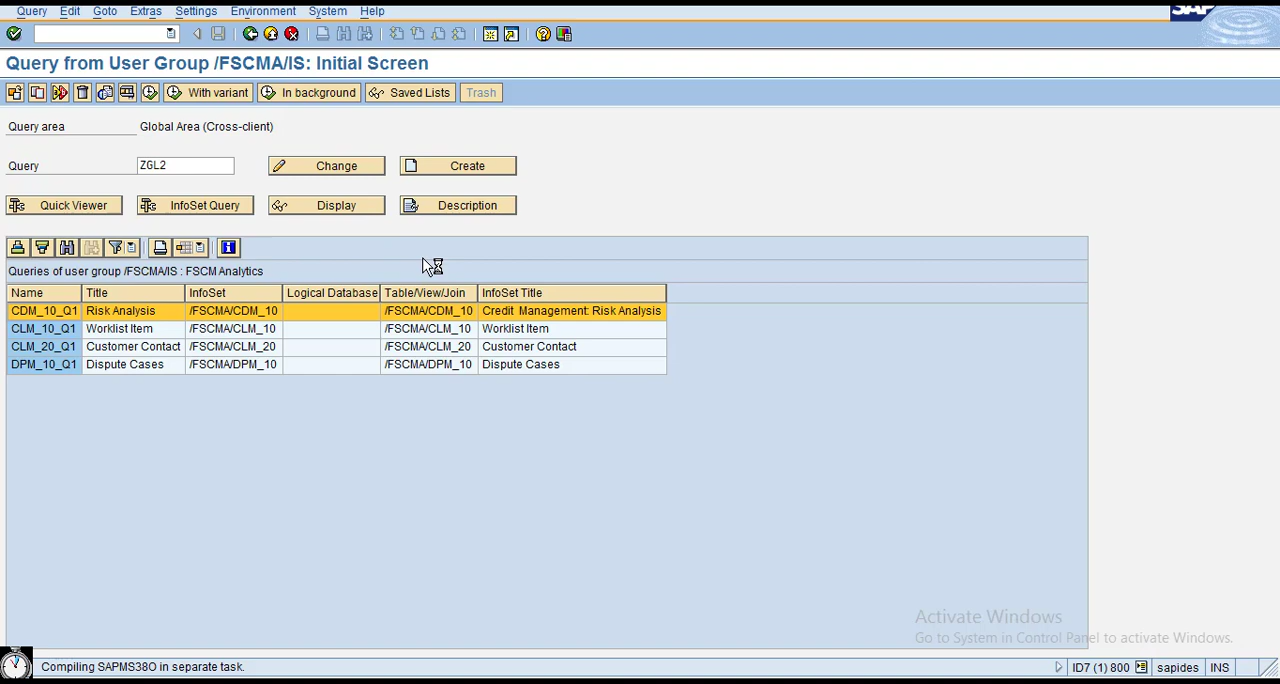 Query Edit Goto Extras Settings Environment System Help
SAP
Query from User Group /FSCMA/IS: Initial Screen
With variant In background Saved Lists Trash
Query area Global Area (Cross-client)
Query ZGL2 Change Create
Quick Viewer InfoSet Query Display Description
Queries of user group /FSCMA/IS : FSCM Analytics
Name Title InfoSet Logical Database Table/View/Join InfoSet Title
CDM_10_Q1 Risk Analysis /FSCMA/CDM_10 /FSCMA/CDM_10 Credit Management: Risk Analysis
CLM_10_Q1 Worklist Item /FSCMA/CLM_10 /FSCMA/CLM_10 Worklist Item
CLM_20_Q1 Customer Contact /FSCMA/CLM_20 /FSCMA/CLM_20 Customer Contact
DPM_10_Q1 Dispute Cases /FSCMA/DPM_10 /FSCMA/DPM_10 Dispute Cases
Activate Windows
Go to System in Control Panel to activate Windows.
Compiling SAPMS38O in separate task. ID7 (1) 800 sapides INS